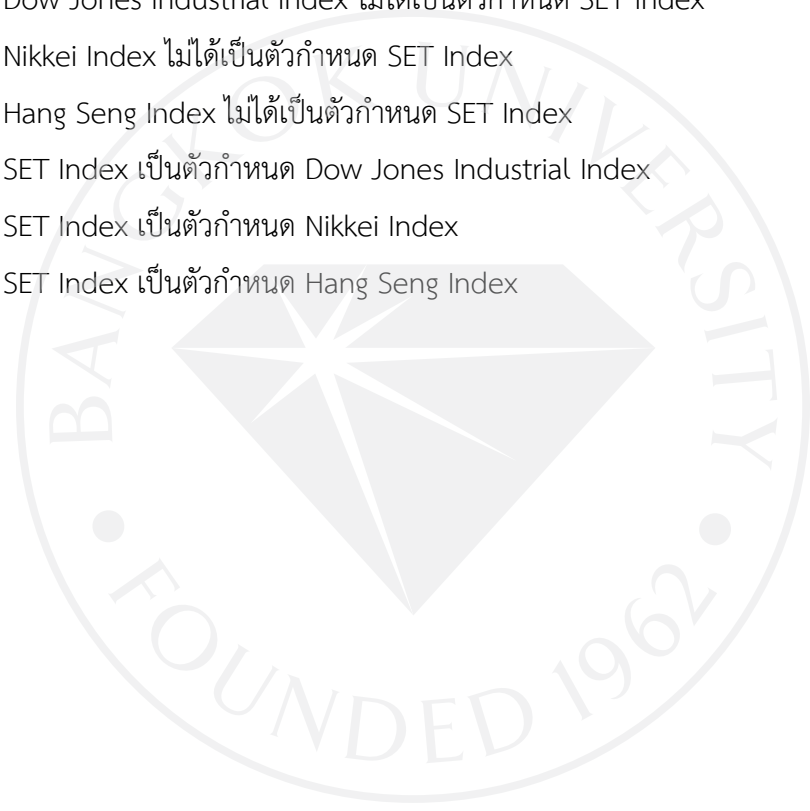 Dow Jones Industrial Index ไม่ได้เป็นตัวกำหนด SET Index
Nikkei Index ไม่ได้เป็นตัวกำหนด SET Index
Hang Seng Index ไม่ได้เป็นตัวกำหนด SET Index
SET Index เป็นตัวกำหนด Dow Jones Industrial Index
SET Index เป็นตัวกำหนด Nikkei Index
SET Index เป็นตัวกำหนด Hang Seng Index
BANGKOK UNIVERSITY
FOUNDED 1962